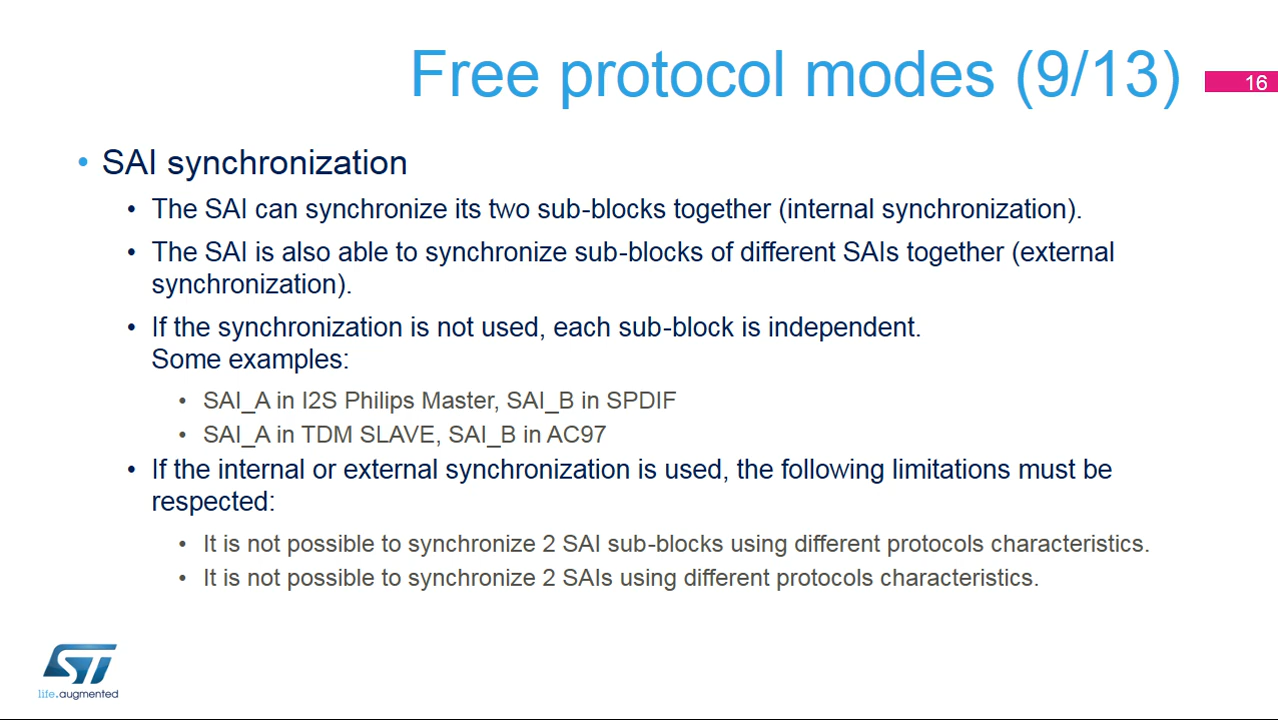 Free protocol modes (9/13)
16
• SAI synchronization
• The SAI can synchronize its two sub-blocks together (internal synchronization).
• The SAI is also able to synchronize sub-blocks of different SAIs together (external
synchronization).
• If the synchronization is not used, each sub-block is independent.
Some examples:
• SAI_A in I2S Philips Master, SAI_B in SPDIF
• SAI_A in TDM SLAVE, SAI_B in AC97
• If the internal or external synchronization is used, the following limitations must be
respected:
• It is not possible to synchronize 2 SAI sub-blocks using different protocols characteristics.
• It is not possible to synchronize 2 SAIs using different protocols characteristics.
ST
life.augmented